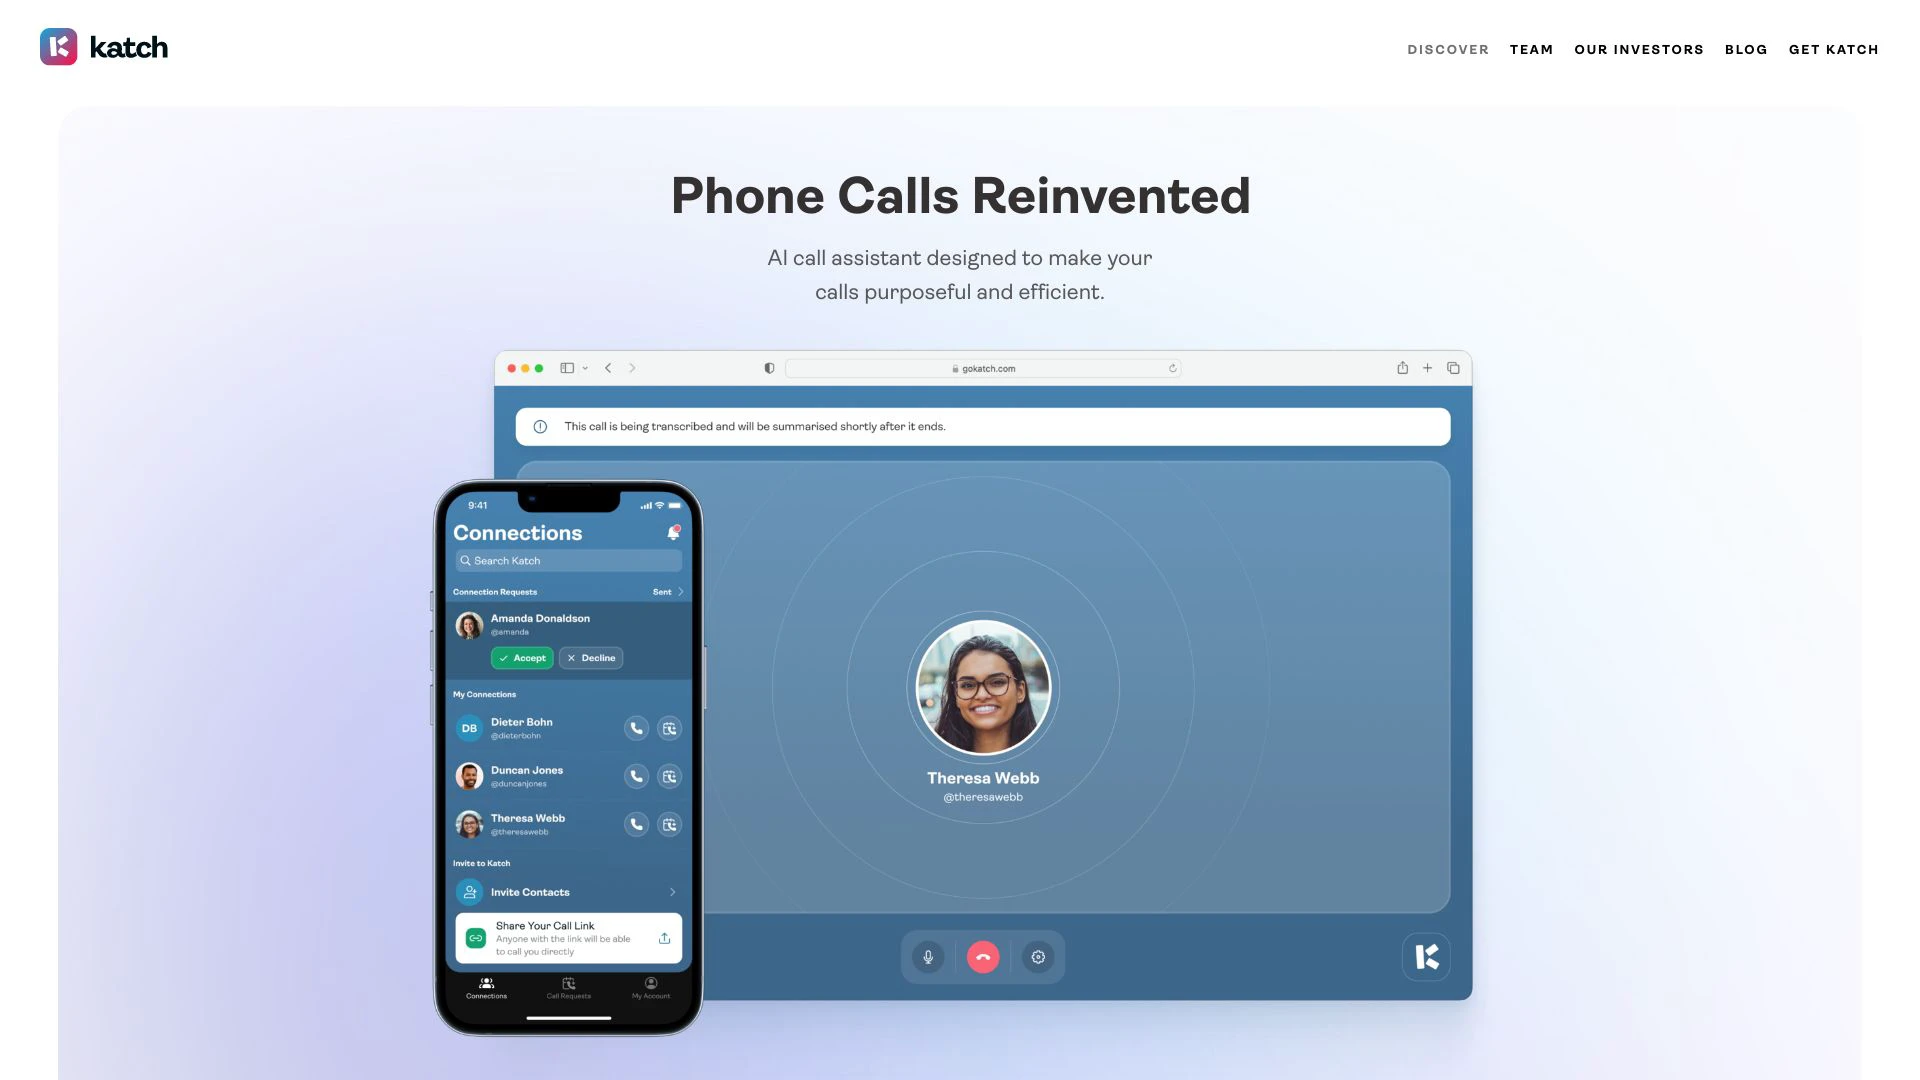 katch
DISCOVER
TEAM
OUR INVESTORS
BLOG
GET KATCH
Phone Calls Reinvented
AI call assistant designed to make your
calls purposeful and efficient.
gokatch.com
This call is being transcribed and will be summarised shortly after it ends.
Theresa Webb
@theresawebb
9:41
Connections
Search Katch
Connection Requests
Sent
Amanda Donaldson
@amanda
Accept
Decline
My Connections
DB
Dieter Bohn
@dieterbohn
Duncan Jones
@duncanjones
Theresa Webb
@theresawebb
Invite to Katch
Invite Contacts
Share Your Call Link
Anyone with the link will be able
to call you directly
Connections
Call Requests
My Account